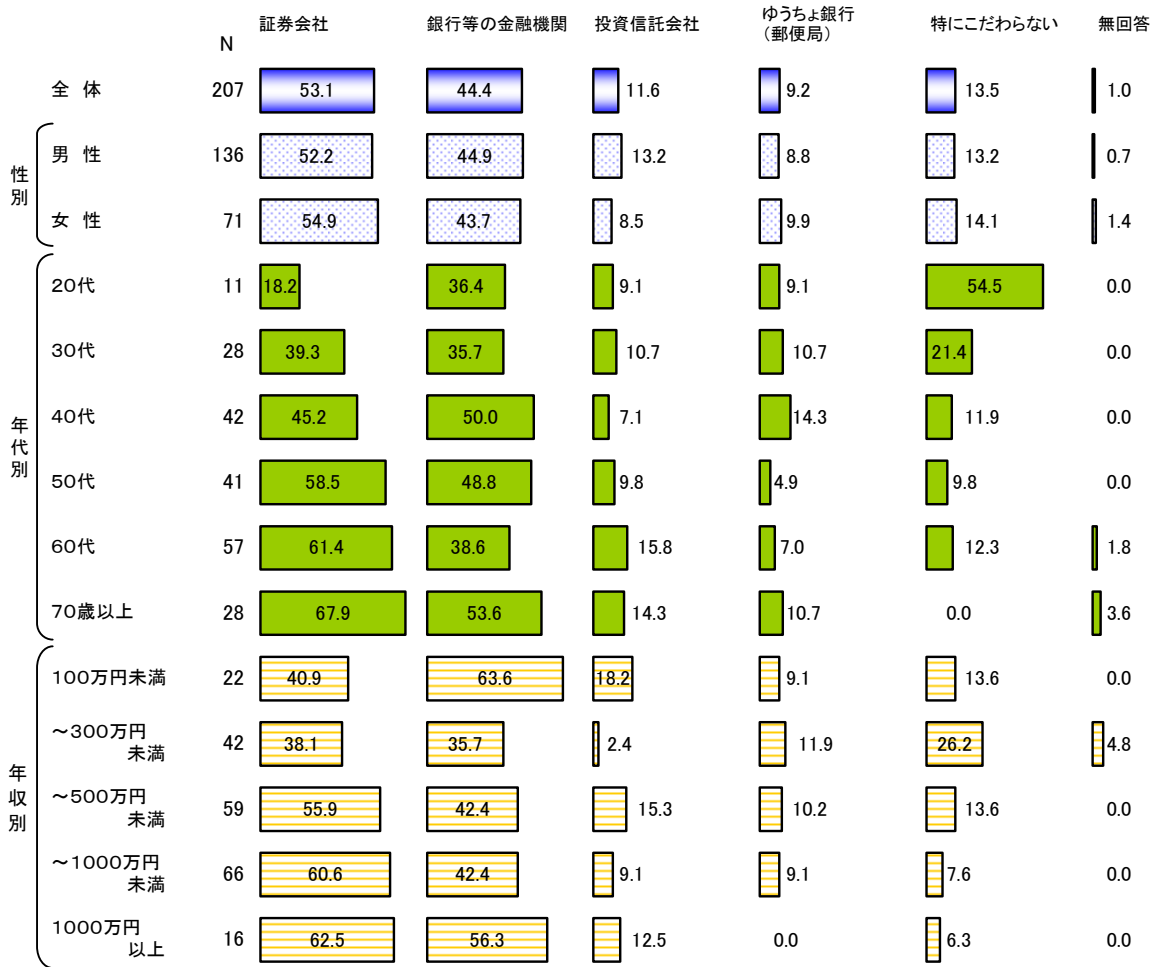 証券会社 銀行等の金融機関 投資信託会社 ゆうちょ銀行 特にこだわらない 無回答
（郵便局）
N
全 体 207 53.1 44.4 11.6 9.2 13.5 1.0
性別
男 性 136 52.2 44.9 13.2 8.8 13.2 0.7
女 性 71 54.9 43.7 8.5 9.9 14.1 1.4
年代別
20代 11 18.2 36.4 9.1 9.1 54.5 0.0
30代 28 39.3 35.7 10.7 10.7 21.4 0.0
40代 42 45.2 50.0 7.1 14.3 11.9 0.0
50代 41 58.5 48.8 9.8 4.9 9.8 0.0
60代 57 61.4 38.6 15.8 7.0 12.3 1.8
70歳以上 28 67.9 53.6 14.3 10.7 0.0 3.6
年収別
100万円未満 22 40.9 63.6 18.2 9.1 13.6 0.0
～300万円
未満 42 38.1 35.7 2.4 11.9 26.2 4.8
～500万円
未満 59 55.9 42.4 15.3 10.2 13.6 0.0
～1000万円
未満 66 60.6 42.4 9.1 9.1 7.6 0.0
1000万円
以上 16 62.5 56.3 12.5 0.0 6.3 0.0